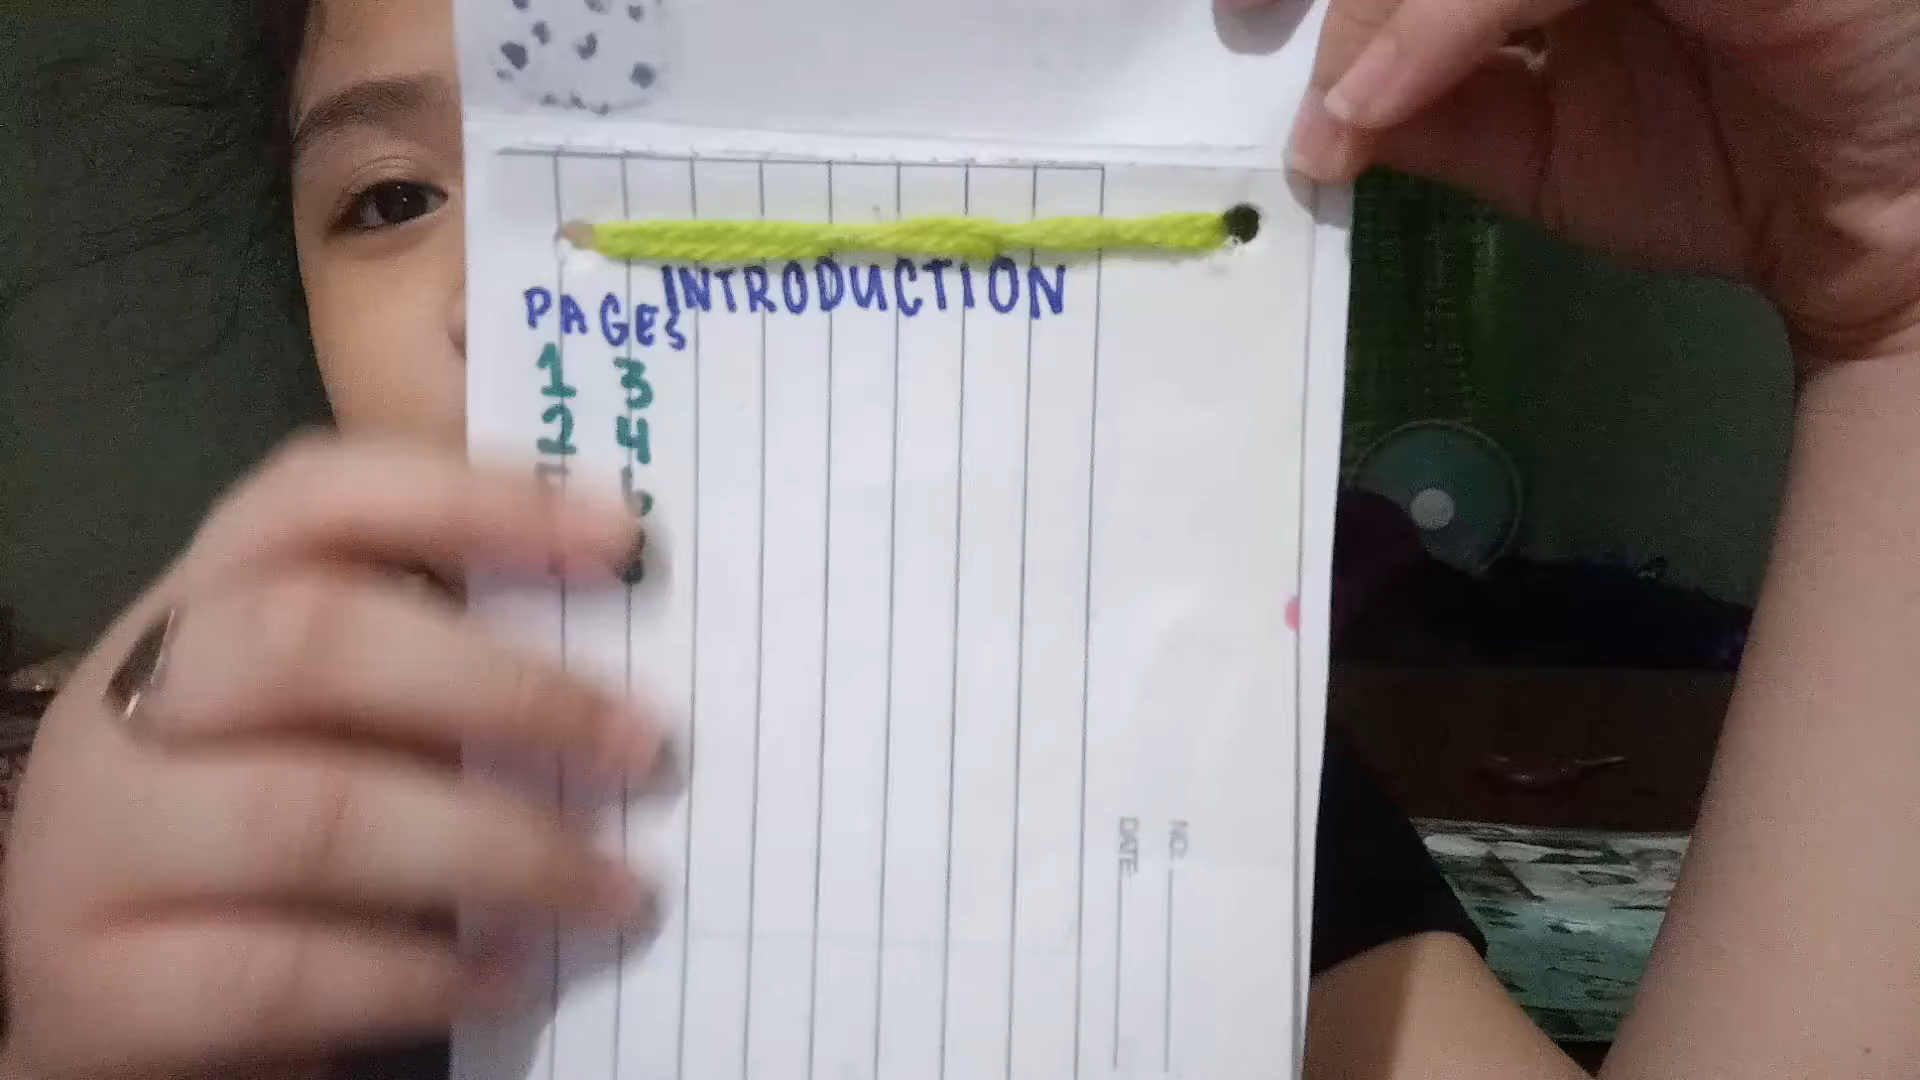 INTRODUCTION
PAGES
1 3
2 4
NO:
DATE: